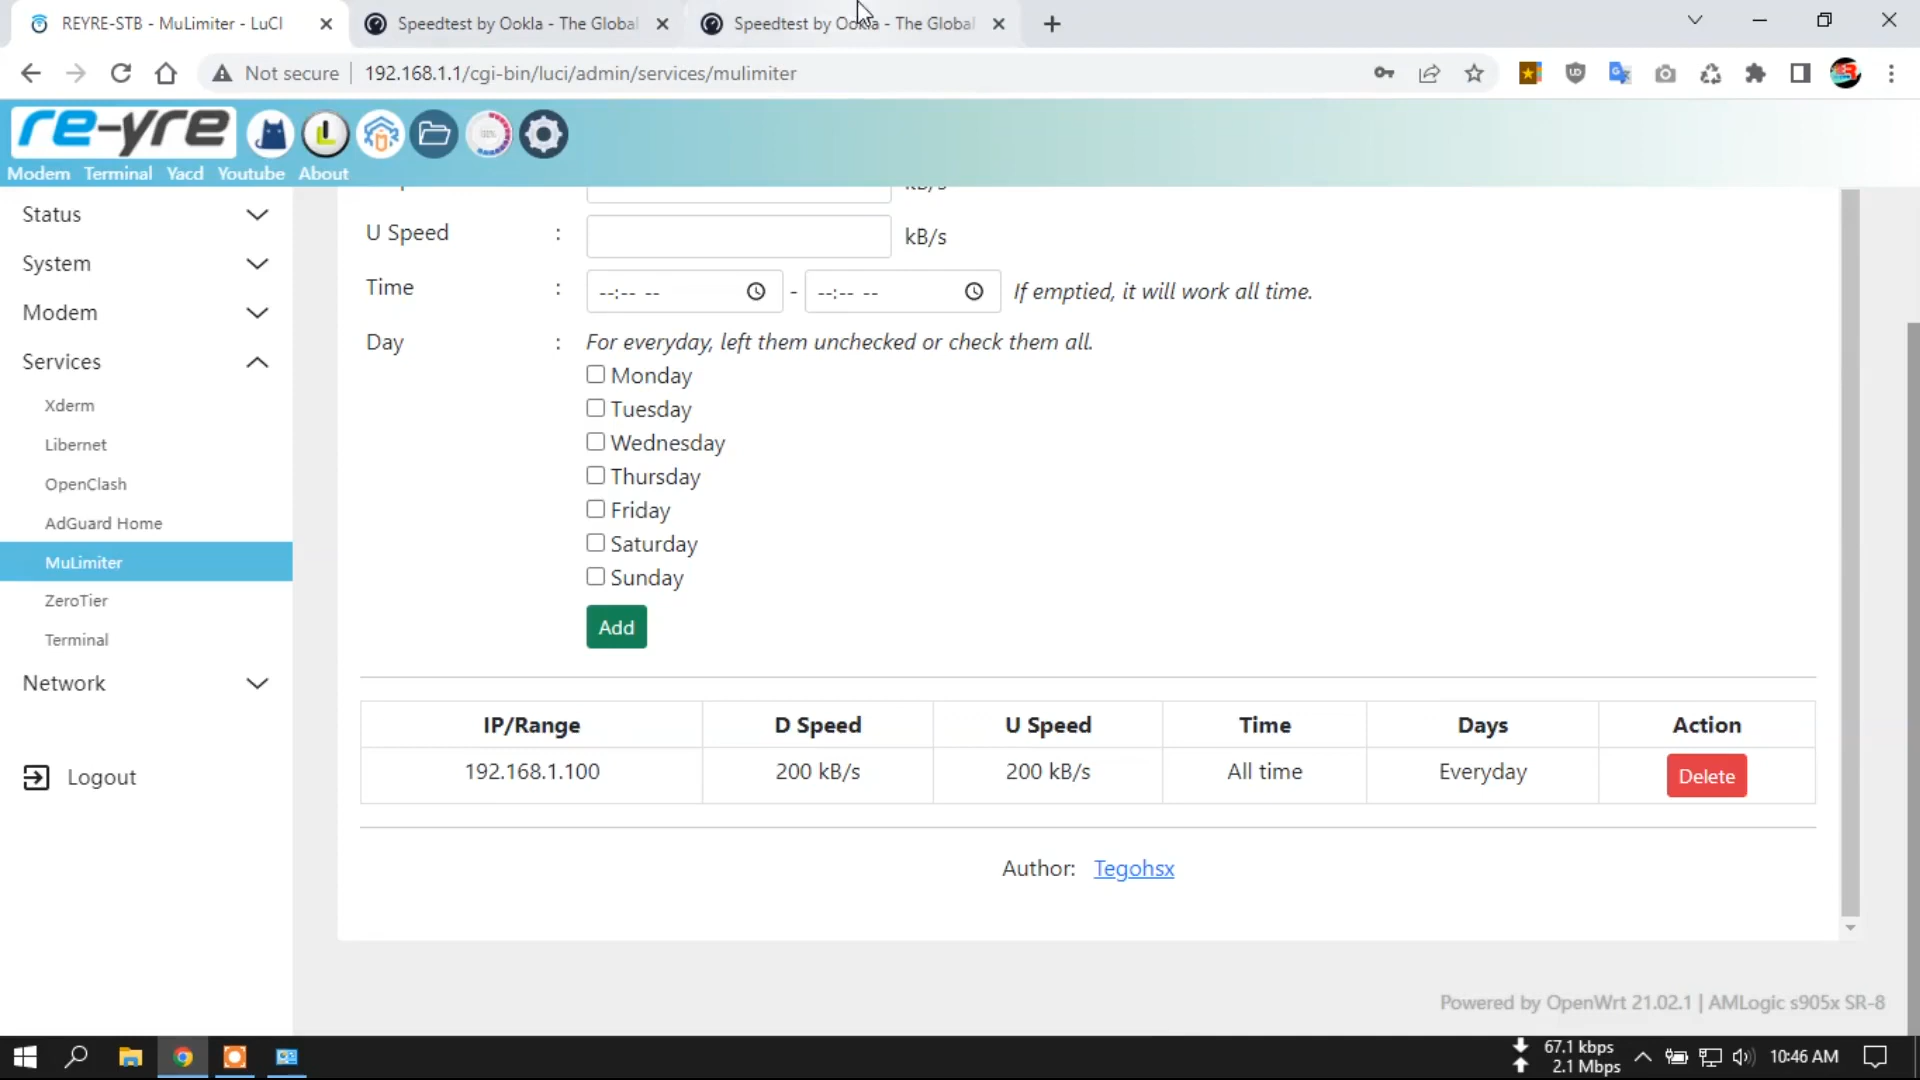 REYRE-STB - MuLimiter - LuCI
Speedtest by Ookla - The Global
Speedtest by Ookla - The Global
Not secure
192.168.1.1/cgi-bin/luci/admin/services/mulimiter
re-yre
Modem Terminal Yacd Youtube About
Status
System
Modem
Services
Xderm
Libernet
OpenClash
AdGuard Home
MuLimiter
ZeroTier
Terminal
Network
Logout
kB/s
U Speed : kB/s
Time : --:-- -- - --:-- -- If emptied, it will work all time.
Day : For everyday, left them unchecked or check them all.
Monday
Tuesday
Wednesday
Thursday
Friday
Saturday
Sunday
Add
IP/Range D Speed U Speed Time Days Action
192.168.1.100 200 kB/s 200 kB/s All time Everyday Delete
Author: Tegohsx
Powered by OpenWrt 21.02.1 | AMLogic s905x SR-8
67.1 kbps
2.1 Mbps
10:46 AM